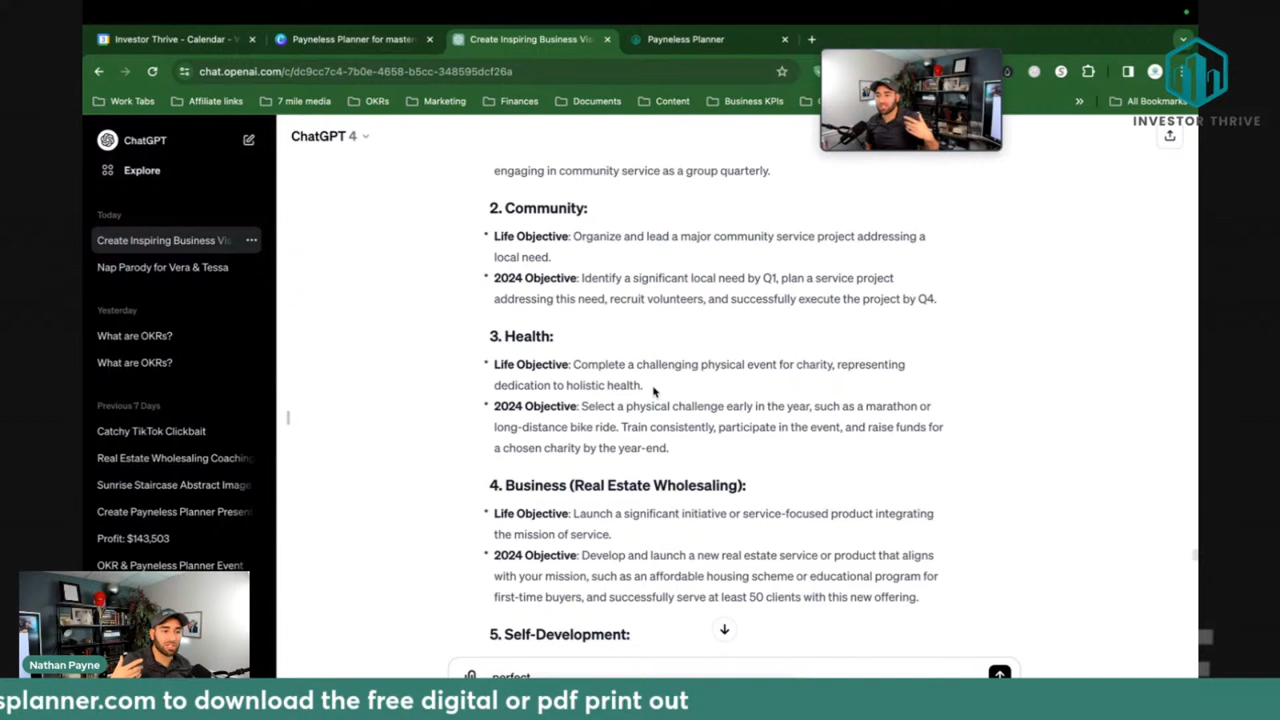 Investor Thrive - Calendar -
Payneless Planner for master
Create Inspiring Business Vis
Payneless Planner
chat.openai.com/c/dc9cc7c4-7b0e-4658-b5cc-348595dcf26a
Work Tabs
Affiliate links
7 mile media
OKRs
Marketing
Finances
Documents
Content
Business KPIs
»
All Bookmarks
INVESTOR THRIVE
ChatGPT
Explore
Today
Create Inspiring Business Vi
Nap Parody for Vera & Tessa
Yesterday
What are OKRs?
What are OKRs?
Previous 7 Days
Catchy TikTok Clickbait
Real Estate Wholesaling Coaching
Sunrise Staircase Abstract Image
Create Payneless Planner Present
Profit: $143,503
OKR & Payneless Planner Event
ChatGPT 4
engaging in community service as a group quarterly.
2. Community:
• Life Objective: Organize and lead a major community service project addressing a
local need.
• 2024 Objective: Identify a significant local need by Q1, plan a service project
addressing this need, recruit volunteers, and successfully execute the project by Q4.
3. Health:
• Life Objective: Complete a challenging physical event for charity, representing
dedication to holistic health.
• 2024 Objective: Select a physical challenge early in the year, such as a marathon or
long-distance bike ride. Train consistently, participate in the event, and raise funds for
a chosen charity by the year-end.
4. Business (Real Estate Wholesaling):
• Life Objective: Launch a significant initiative or service-focused product integrating
the mission of service.
• 2024 Objective: Develop and launch a new real estate service or product that aligns
with your mission, such as an affordable housing scheme or educational program for
first-time buyers, and successfully serve at least 50 clients with this new offering.
5. Self-Development:
perfect
Nathan Payne
splanner.com to download the free digital or pdf print out